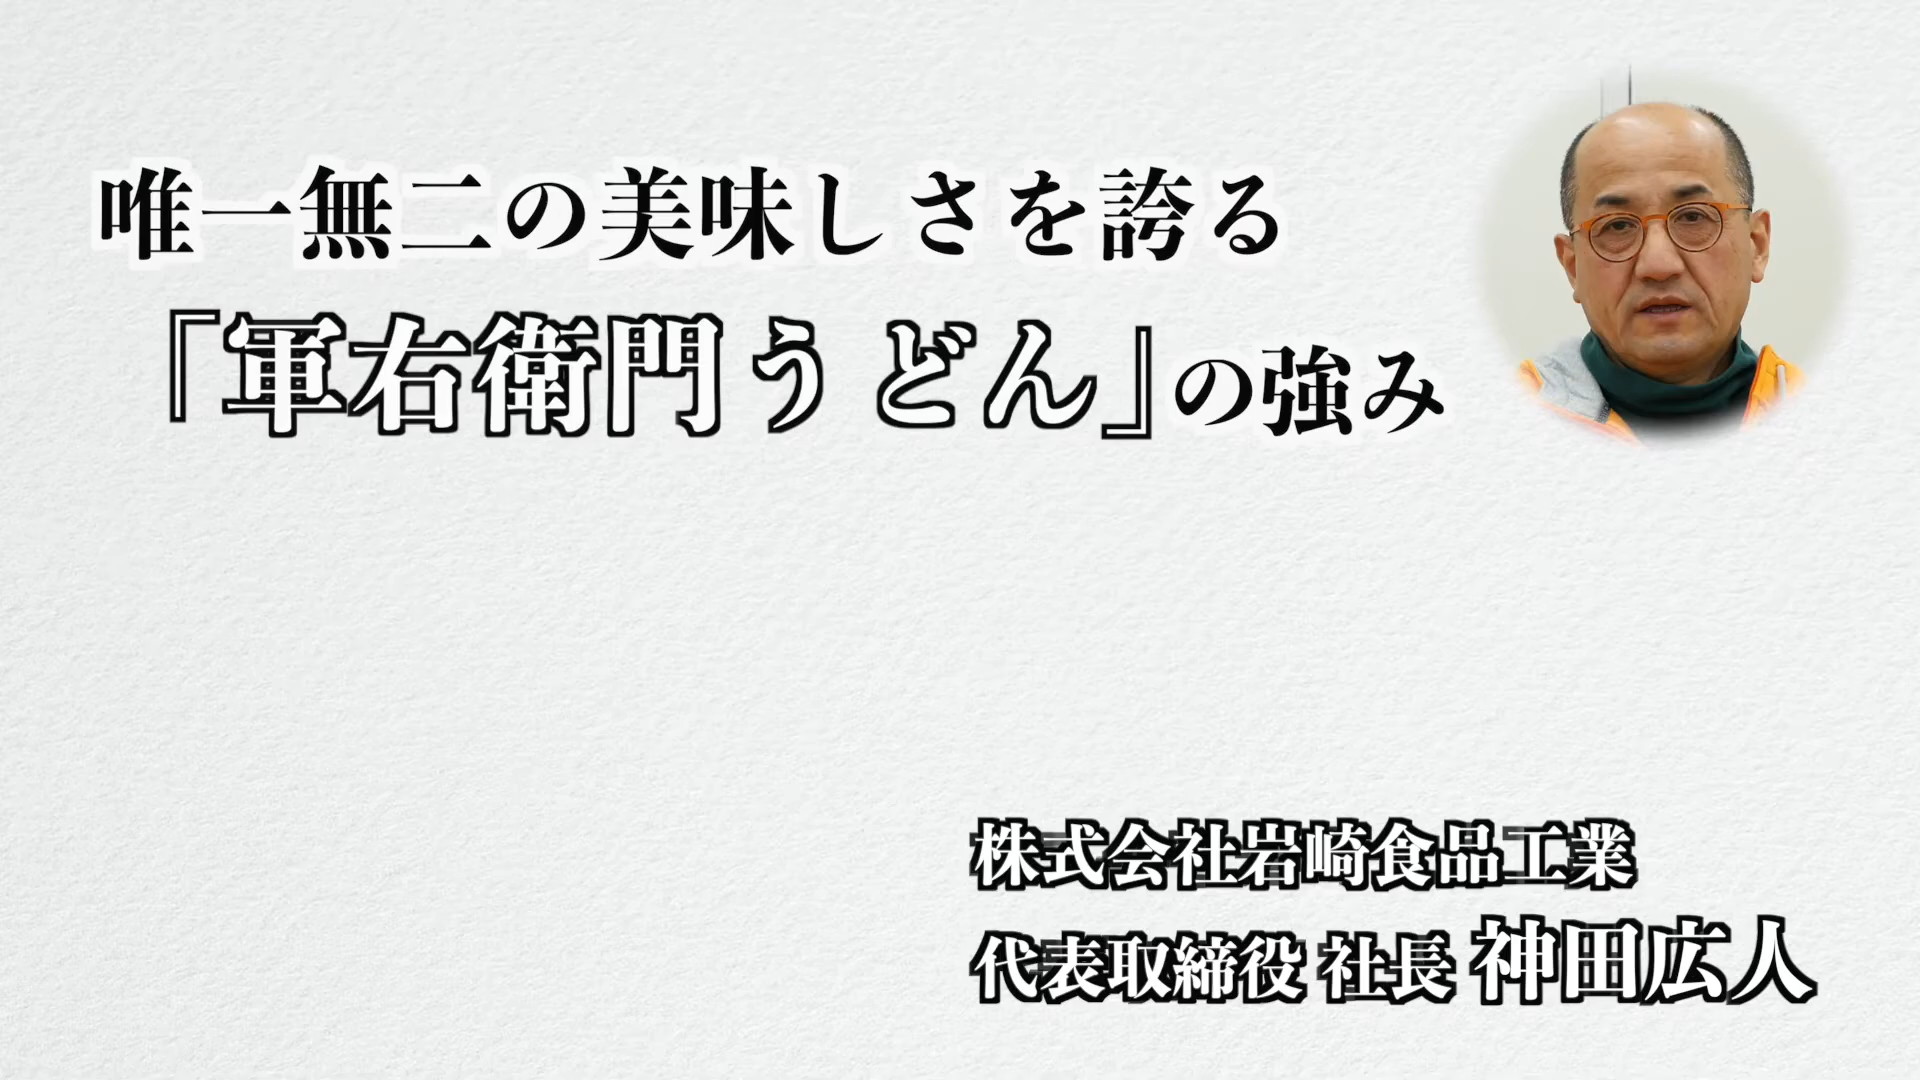 唯一無二の美味しさを誇る
「軍右衛門うどん」の強み
株式会社岩崎食品工業
代表取締役 社長 神田広人